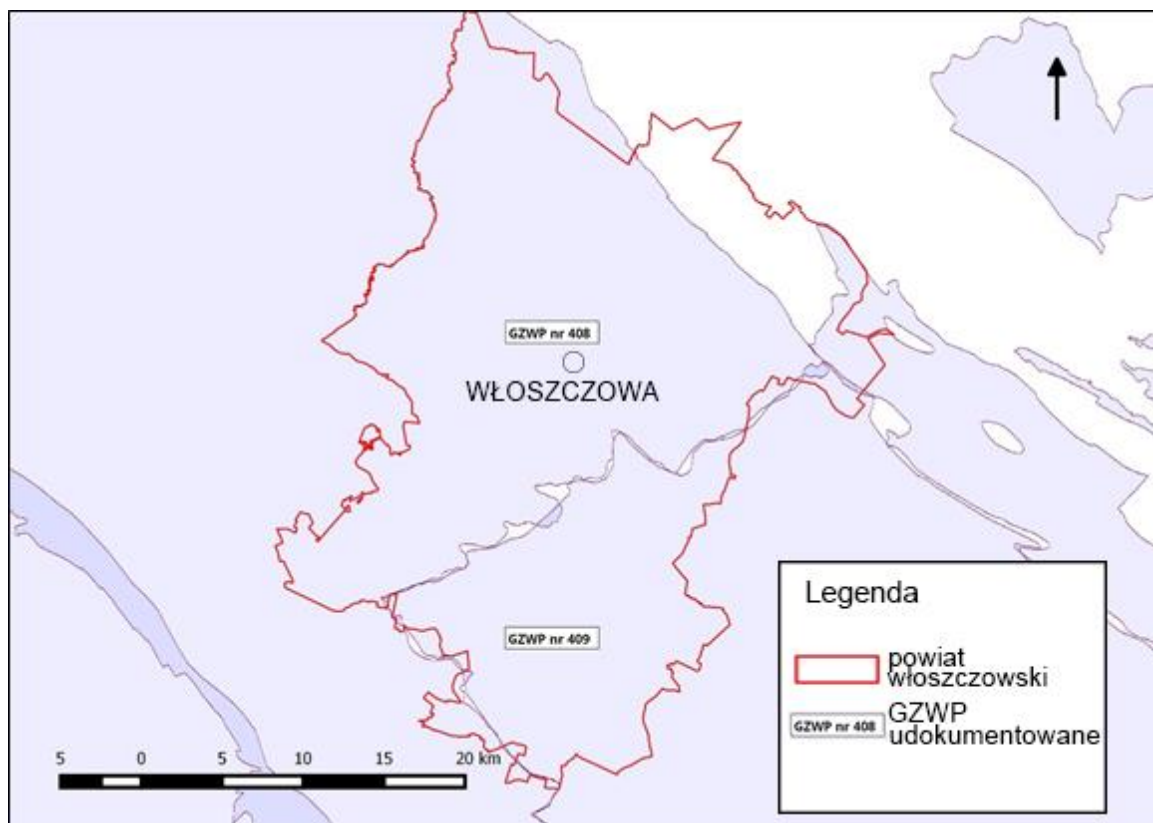 GZWP nr 408
WŁOSZCZOWA
GZWP nr 409
Legenda
powiat
włoszczowski
GZWP nr 408
GZWP
udokumentowane
5 0 5 10 15 20 km